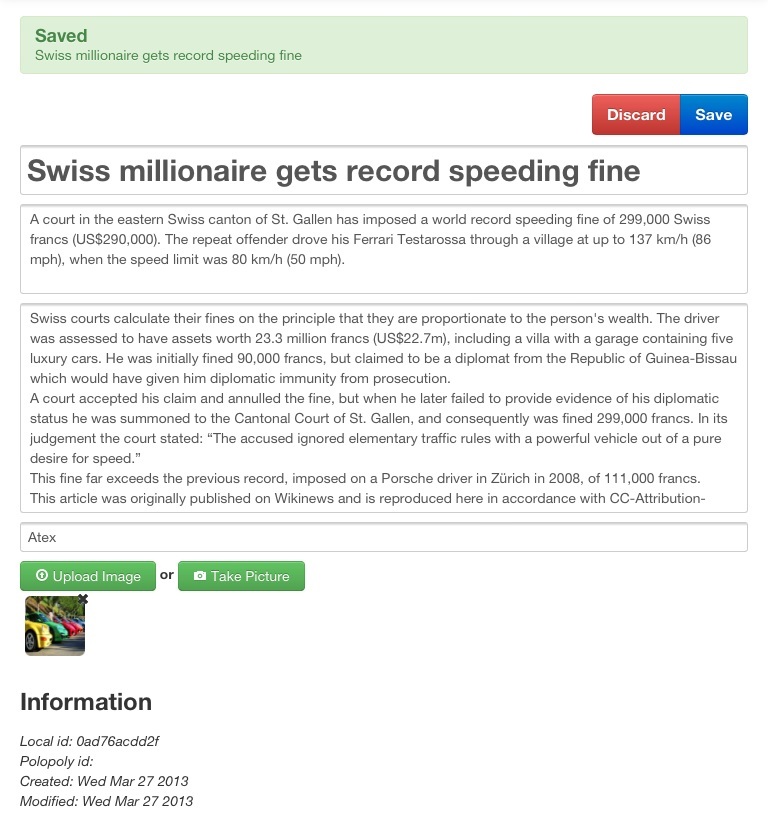 Saved
Swiss millionaire gets record speeding fine
Discard Save
Swiss millionaire gets record speeding fine
A court in the eastern Swiss canton of St. Gallen has imposed a world record speeding fine of 299,000 Swiss
francs (US$290,000). The repeat offender drove his Ferrari Testarossa through a village at up to 137 km/h (86
mph), when the speed limit was 80 km/h (50 mph).
Swiss courts calculate their fines on the principle that they are proportionate to the person's wealth. The driver
was assessed to have assets worth 23.3 million francs (US$22.7m), including a villa with a garage containing five
luxury cars. He was initially fined 90,000 francs, but claimed to be a diplomat from the Republic of Guinea-Bissau
which would have given him diplomatic immunity from prosecution.
A court accepted his claim and annulled the fine, but when he later failed to provide evidence of his diplomatic
status he was summoned to the Cantonal Court of St. Gallen, and consequently was fined 299,000 francs. In its
judgement the court stated: “The accused ignored elementary traffic rules with a powerful vehicle out of a pure
desire for speed.”
This fine far exceeds the previous record, imposed on a Porsche driver in Zürich in 2008, of 111,000 francs.
This article was originally published on Wikinews and is reproduced here in accordance with CC-Attribution-
Atex
Upload Image or Take Picture
Information
Local id: 0ad76acdd2f
Polopoly id:
Created: Wed Mar 27 2013
Modified: Wed Mar 27 2013